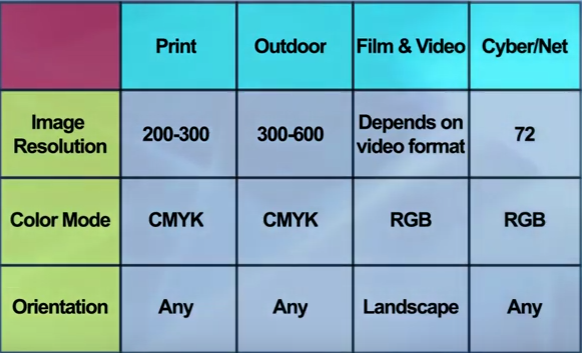 Print Outdoor Film & Video Cyber/Net
Image
Resolution
200-300 300-600
Depends on
video format
72
Color Mode CMYK CMYK RGB RGB
Orientation Any Any Landscape Any